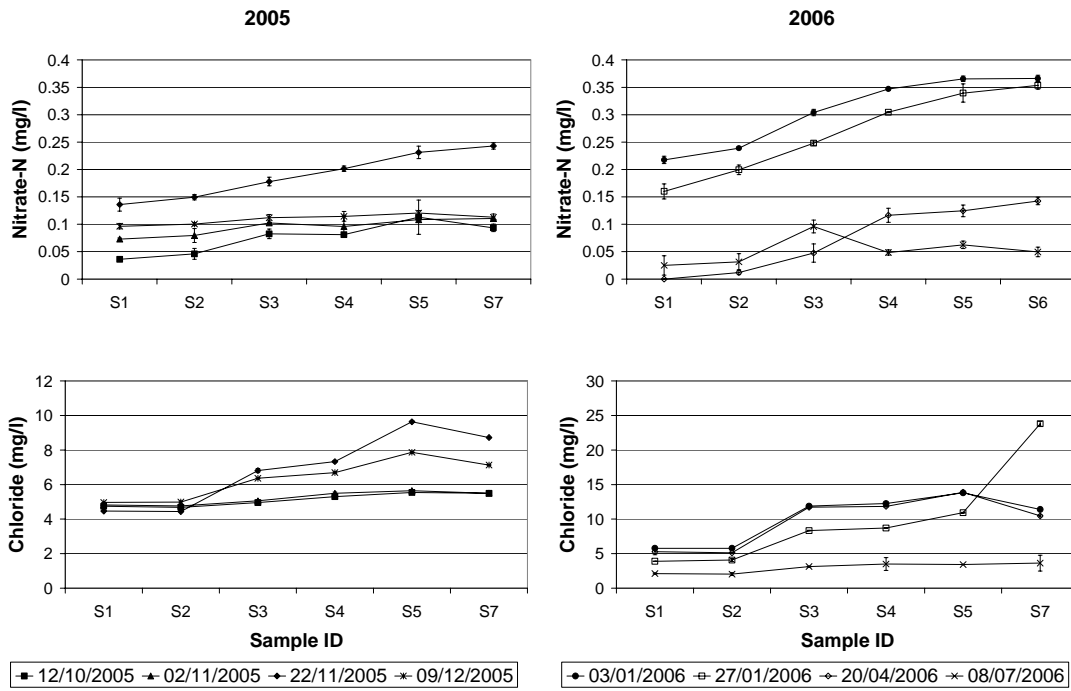 2005
2006
Nitrate-N (mg/l)
0.4
0.35
0.3
0.25
0.2
0.15
0.1
0.05
0
S1 S2 S3 S4 S5 S7
Nitrate-N (mg/l)
0.4
0.35
0.3
0.25
0.2
0.15
0.1
0.05
0
S1 S2 S3 S4 S5 S6
Chloride (mg/l)
12
10
8
6
4
2
0
S1 S2 S3 S4 S5 S7
Sample ID
Chloride (mg/l)
30
25
20
15
10
5
0
S1 S2 S3 S4 S5 S7
Sample ID
12/10/2005 02/11/2005 22/11/2005 09/12/2005
03/01/2006 27/01/2006 20/04/2006 08/07/2006